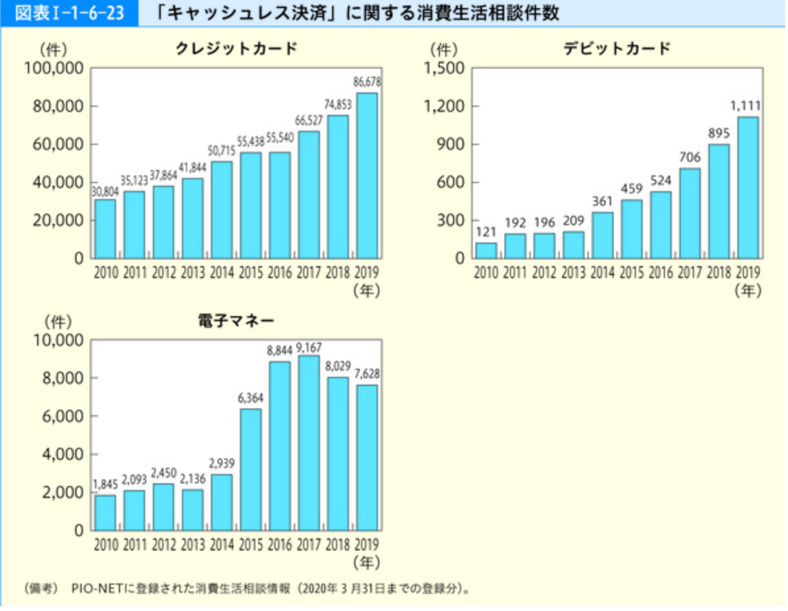 図表Ⅰ-1-6-23 「キャッシュレス決済」に関する消費生活相談件数
(件) クレジットカード
100,000
80,000
60,000
40,000
20,000
0
30,804 35,123 37,864 41,844 50,715 55,438 55,540 66,527 74,853 86,678
2010 2011 2012 2013 2014 2015 2016 2017 2018 2019
(年)
(件) デビットカード
1,500
1,200
900
600
300
0
121 192 196 209 361 459 524 706 895 1,111
2010 2011 2012 2013 2014 2015 2016 2017 2018 2019
(年)
(件) 電子マネー
10,000
8,000
6,000
4,000
2,000
0
1,845 2,093 2,450 2,136 2,939 6,364 8,844 9,167 8,029 7,628
2010 2011 2012 2013 2014 2015 2016 2017 2018 2019
(年)
(備考) PIO-NETに登録された消費生活相談情報(2020年3月31日までの登録分)。